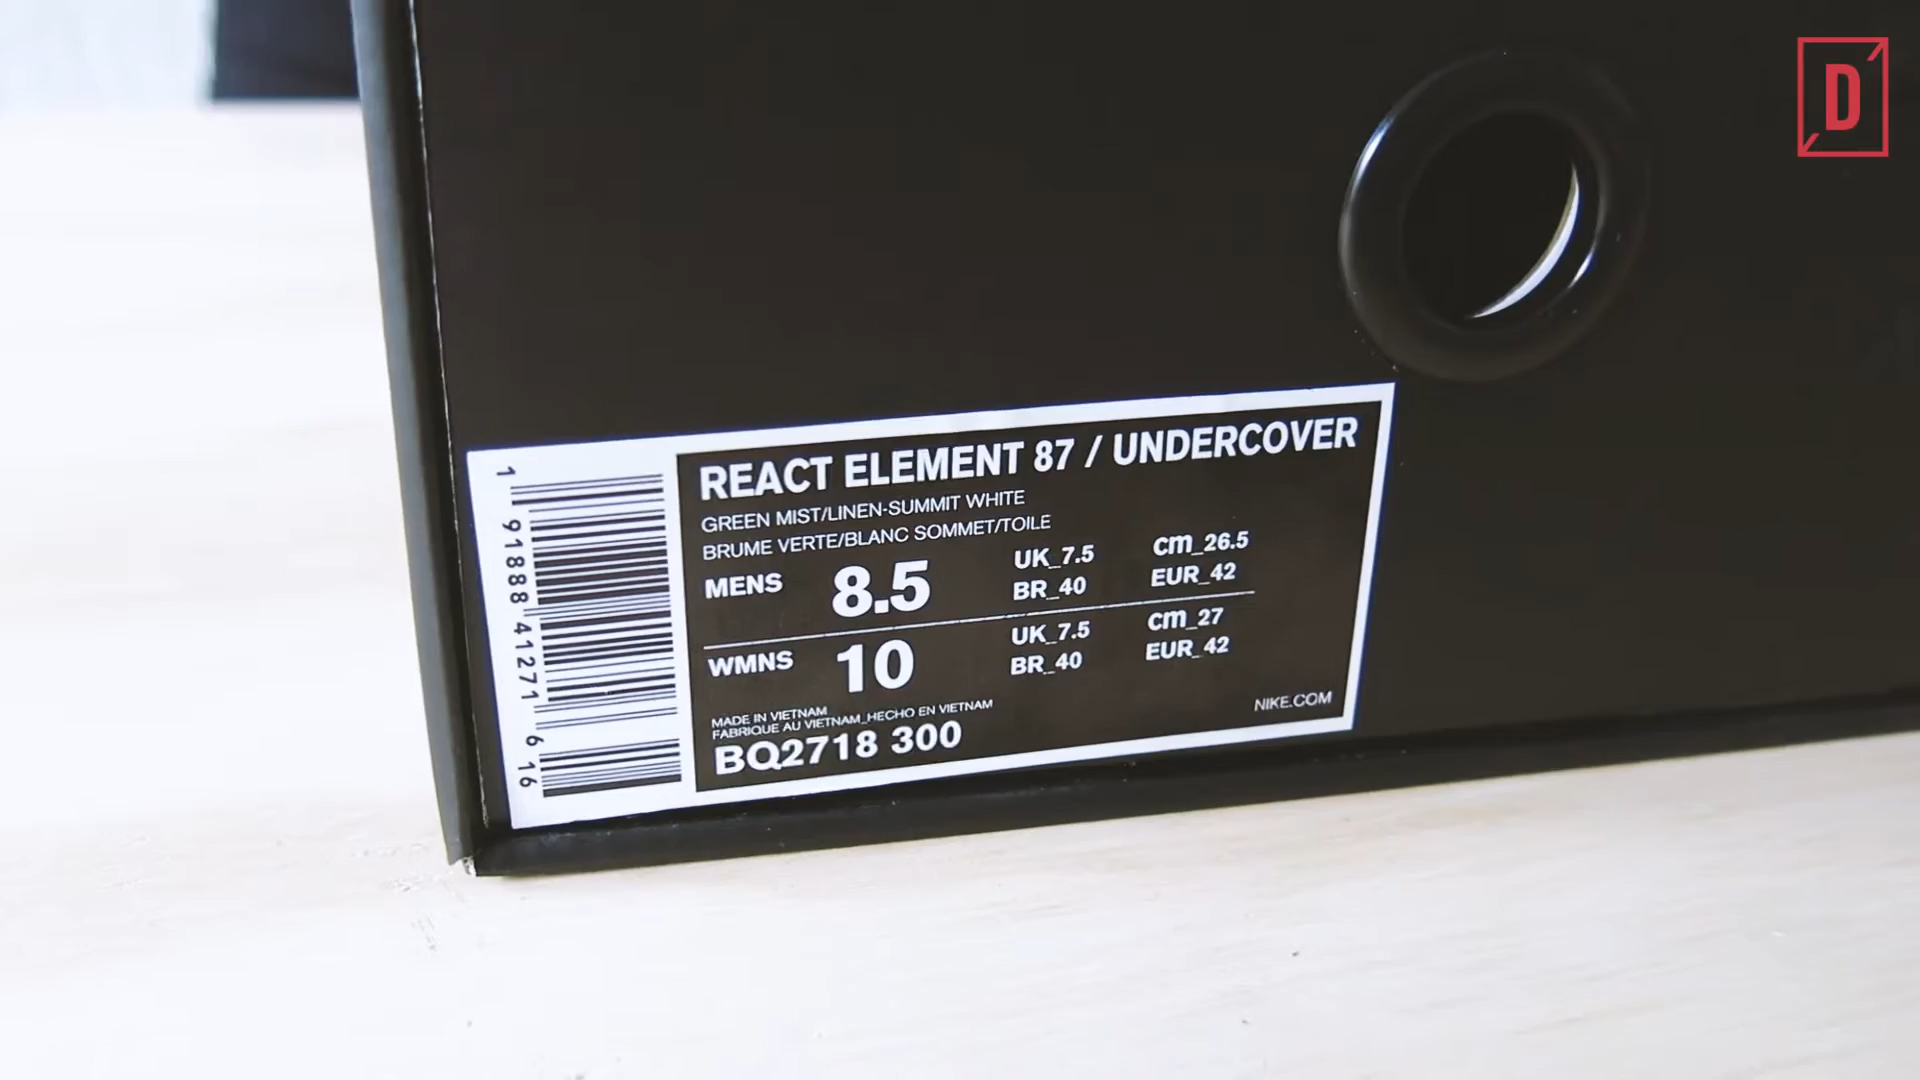 D
REACT ELEMENT 87 / UNDERCOVER
GREEN MIST/LINEN-SUMMIT WHITE
BRUME VERTE/BLANC SOMMET/TOILE
MENS 8.5 UK_7.5 cm_26.5
BR_40 EUR_42
WMNS 10 UK_7.5 cm_27
BR_40 EUR_42
MADE IN VIETNAM
FABRIQUE AU VIETNAM_HECHO EN VIETNAM
BQ2718 300
NIKE.COM
1 91888 41271 6 16